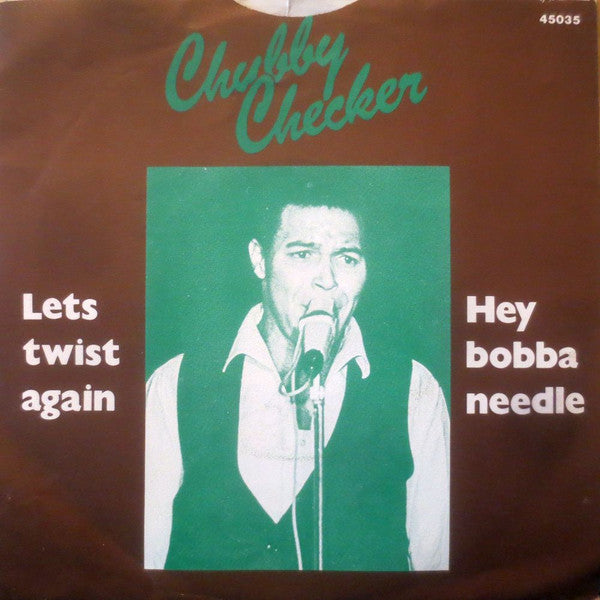 45035
Chubby
Checker
Lets
twist
again
Hey
bobba
needle